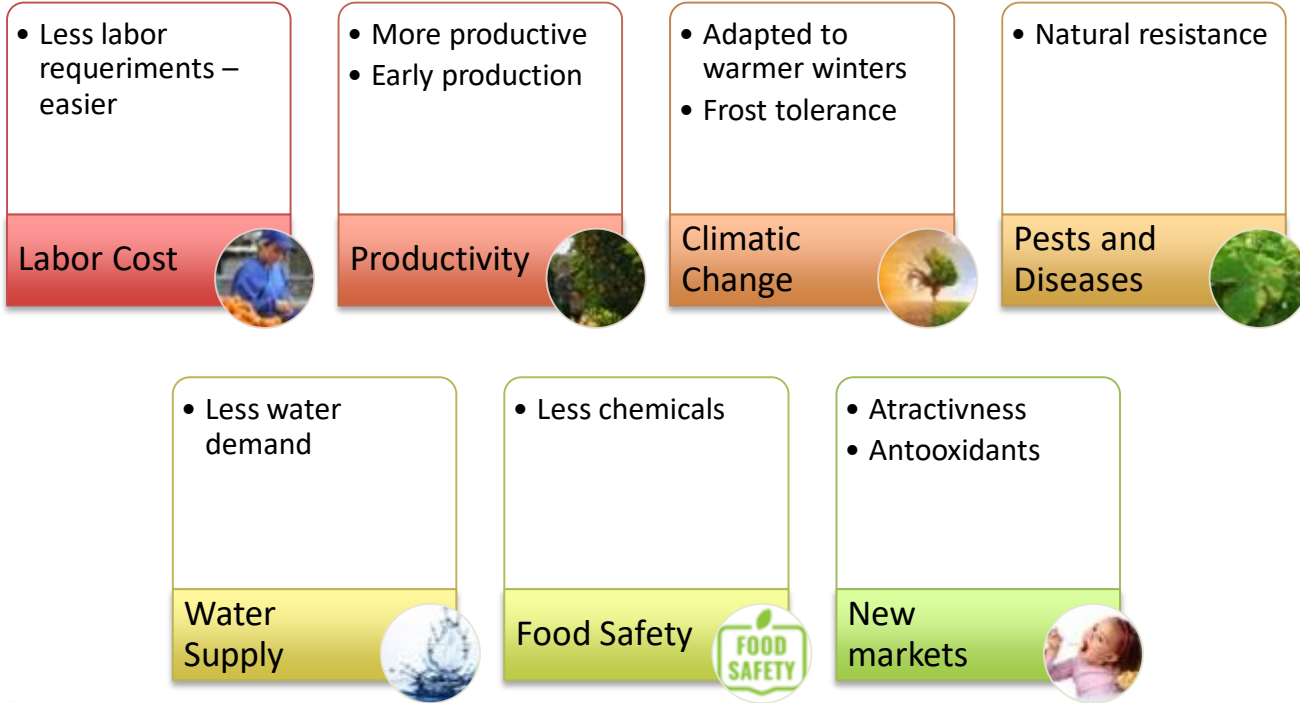 • Less labor
requeriments –
easier
Labor Cost
• More productive
• Early production
Productivity
• Adapted to
warmer winters
• Frost tolerance
Climatic
Change
• Natural resistance
Pests and
Diseases
• Less water
demand
Water
Supply
• Less chemicals
Food Safety
FOOD
SAFETY
• Atractivness
• Antooxidants
New
markets